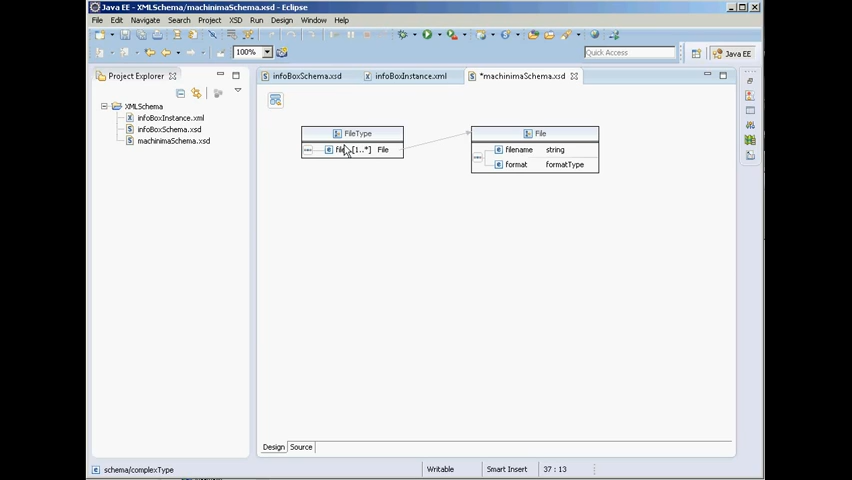 Java EE - XMLSchema/machinimaSchema.xsd - Eclipse
File Edit Navigate Search Project XSD Run Design Window Help
100%
Quick Access
Java EE
Project Explorer
infoBoxSchema.xsd
infoBoxInstance.xml
*machinimaSchema.xsd
XMLSchema
infoBoxInstance.xml
infoBoxSchema.xsd
machinimaSchema.xsd
FileType
[1..*] File
File
filename string
format formatType
Design Source
schema/complexType
Writable
Smart Insert
37 : 13